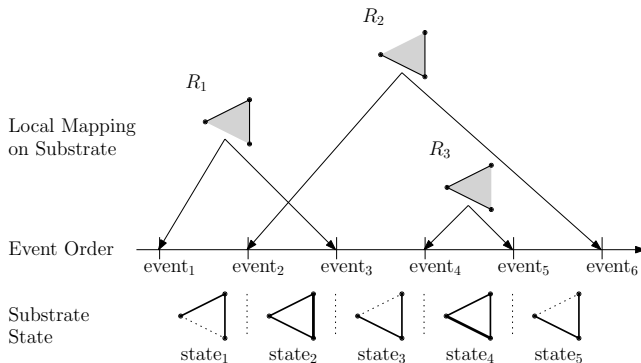 R₂
R₁
Local Mapping
on Substrate
R₃
Event Order
event₁ event₂ event₃ event₄ event₅ event₆
Substrate
State
state₁ state₂ state₃ state₄ state₅